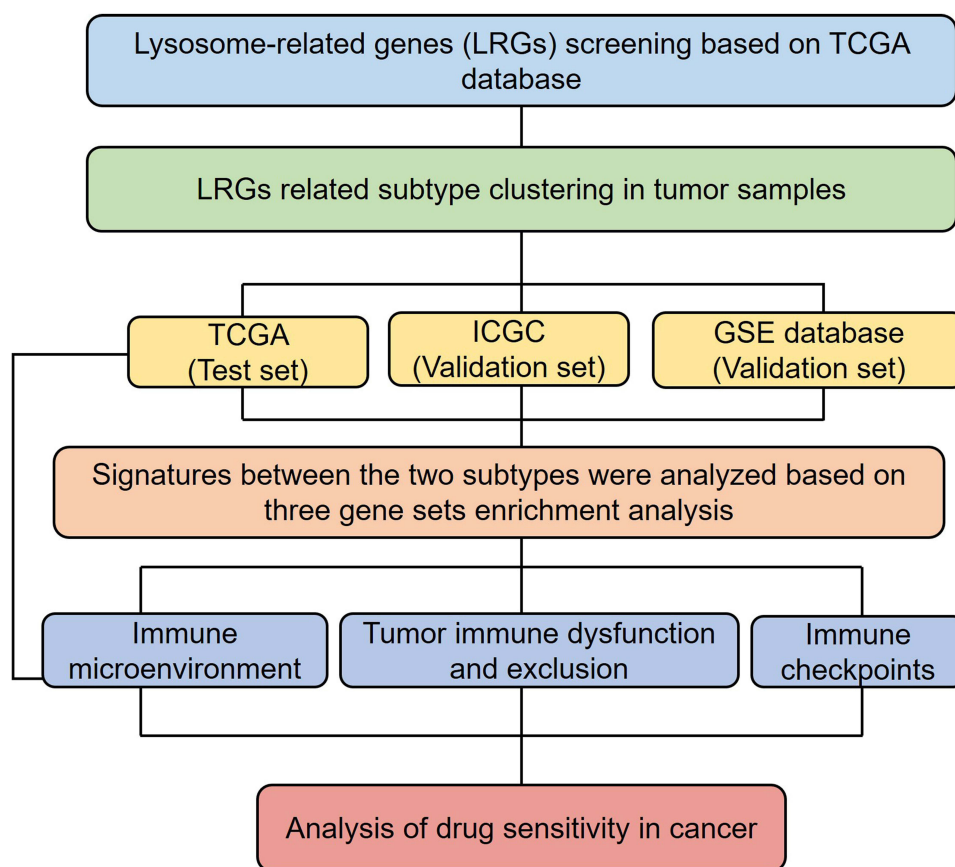 Lysosome-related genes (LRGs) screening based on TCGA
database
LRGs related subtype clustering in tumor samples
TCGA
(Test set)
ICGC
(Validation set)
GSE database
(Validation set)
Signatures between the two subtypes were analyzed based on
three gene sets enrichment analysis
Immune
microenvironment
Tumor immune dysfunction
and exclusion
Immune
checkpoints
Analysis of drug sensitivity in cancer